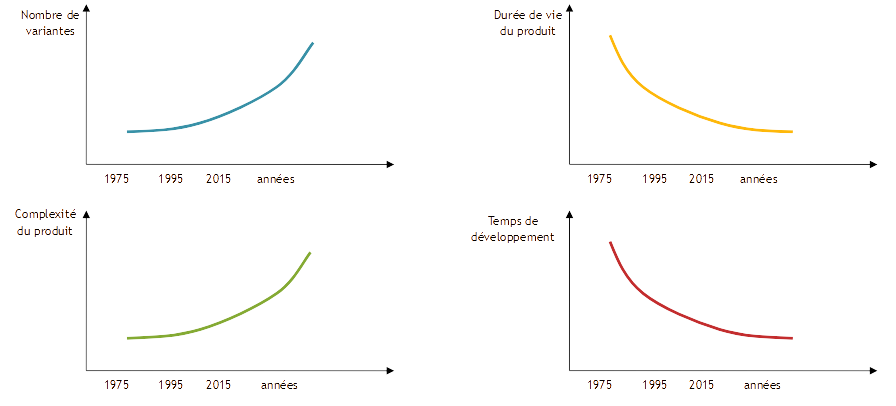 Nombre de
variantes
1975 1995 2015 années
Durée de vie
du produit
1975 1995 2015 années
Complexité
du produit
1975 1995 2015 années
Temps de
développement
1975 1995 2015 années